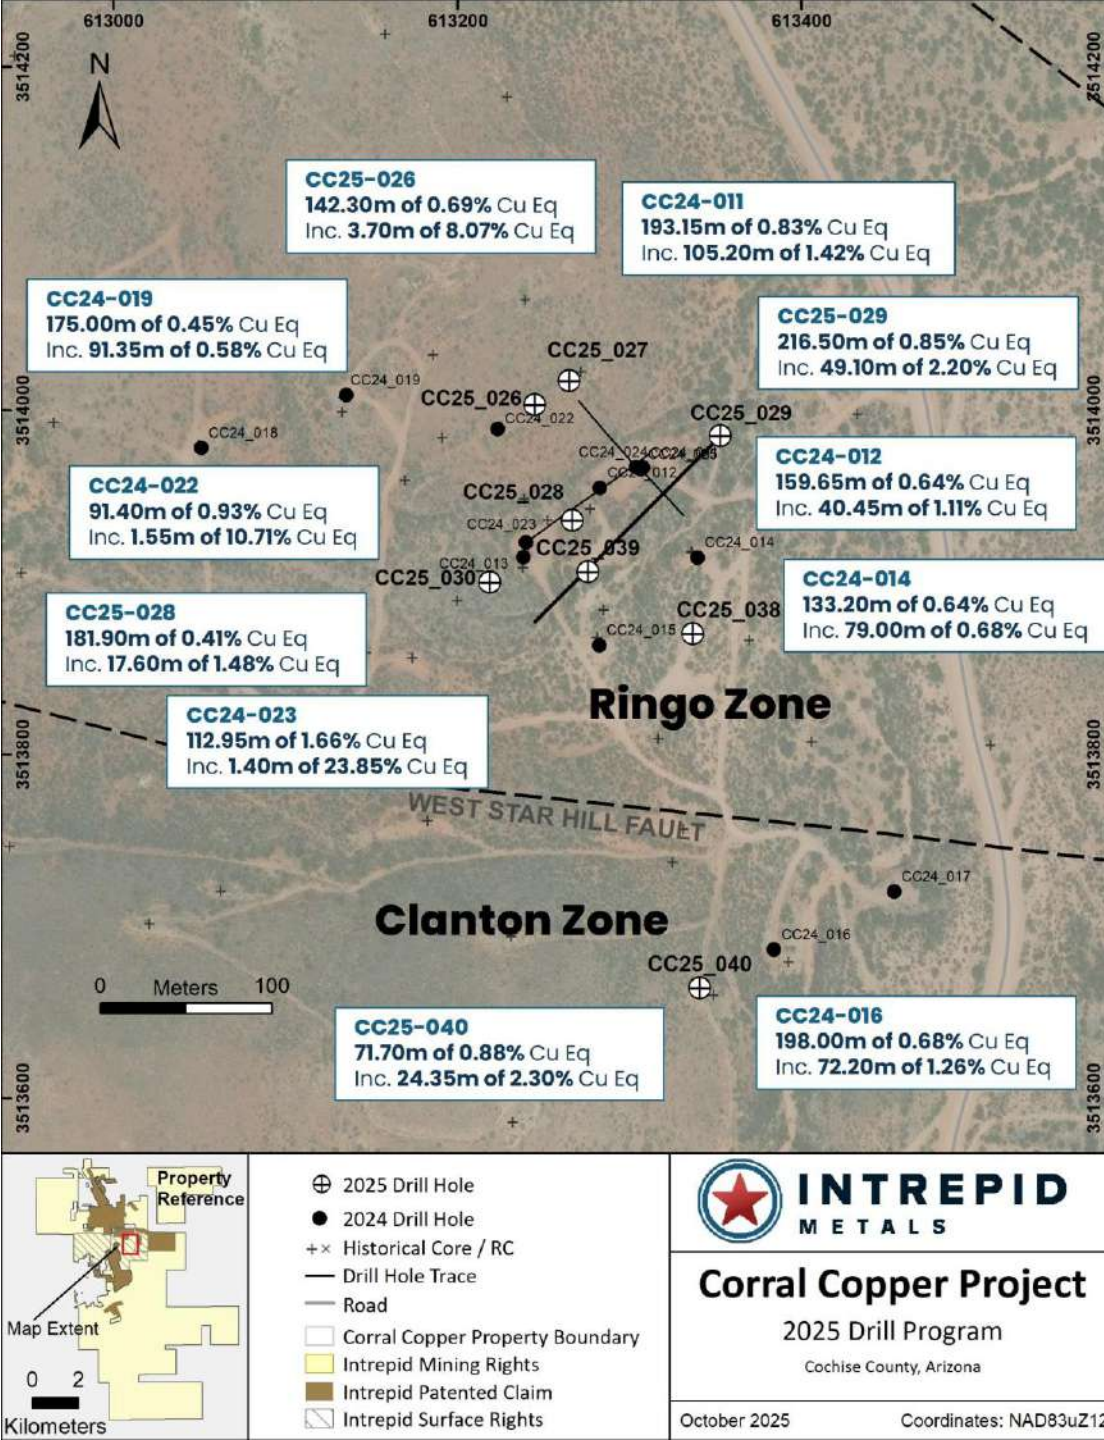 613000
613200
613400
3514200
3514200
N
CC25-026
142.30m of 0.69% Cu Eq
Inc. 3.70m of 8.07% Cu Eq
CC24-011
193.15m of 0.83% Cu Eq
Inc. 105.20m of 1.42% Cu Eq
CC24-019
175.00m of 0.45% Cu Eq
Inc. 91.35m of 0.58% Cu Eq
CC25-029
216.50m of 0.85% Cu Eq
Inc. 49.10m of 2.20% Cu Eq
CC25_027
CC24_019
CC25_026
3514000
3514000
CC24_022
CC25_029
CC24_018
CC24_024
CC24-012
159.65m of 0.64% Cu Eq
Inc. 40.45m of 1.11% Cu Eq
CC24-022
91.40m of 0.93% Cu Eq
Inc. 1.55m of 10.71% Cu Eq
CC25_028
CC24_023
CC25_039
CC24_014
CC24_013
CC25_030
CC24-014
133.20m of 0.64% Cu Eq
Inc. 79.00m of 0.68% Cu Eq
CC25-028
181.90m of 0.41% Cu Eq
Inc. 17.60m of 1.48% Cu Eq
CC25_038
CC24_015
Ringo Zone
CC24-023
112.95m of 1.66% Cu Eq
Inc. 1.40m of 23.85% Cu Eq
3513800
3513800
WEST STAR HILL FAULT
CC24_017
Clanton Zone
CC24_016
CC25_040
0 Meters 100
CC25-040
71.70m of 0.88% Cu Eq
Inc. 24.35m of 2.30% Cu Eq
CC24-016
198.00m of 0.68% Cu Eq
Inc. 72.20m of 1.26% Cu Eq
3513600
3513600
Property
Reference
Map Extent
0 2
Kilometers
2025 Drill Hole
2024 Drill Hole
Historical Core / RC
Drill Hole Trace
Road
Corral Copper Property Boundary
Intrepid Mining Rights
Intrepid Patented Claim
Intrepid Surface Rights
INTREPID
METALS
Corral Copper Project
2025 Drill Program
Cochise County, Arizona
October 2025
Coordinates: NAD83uZ12